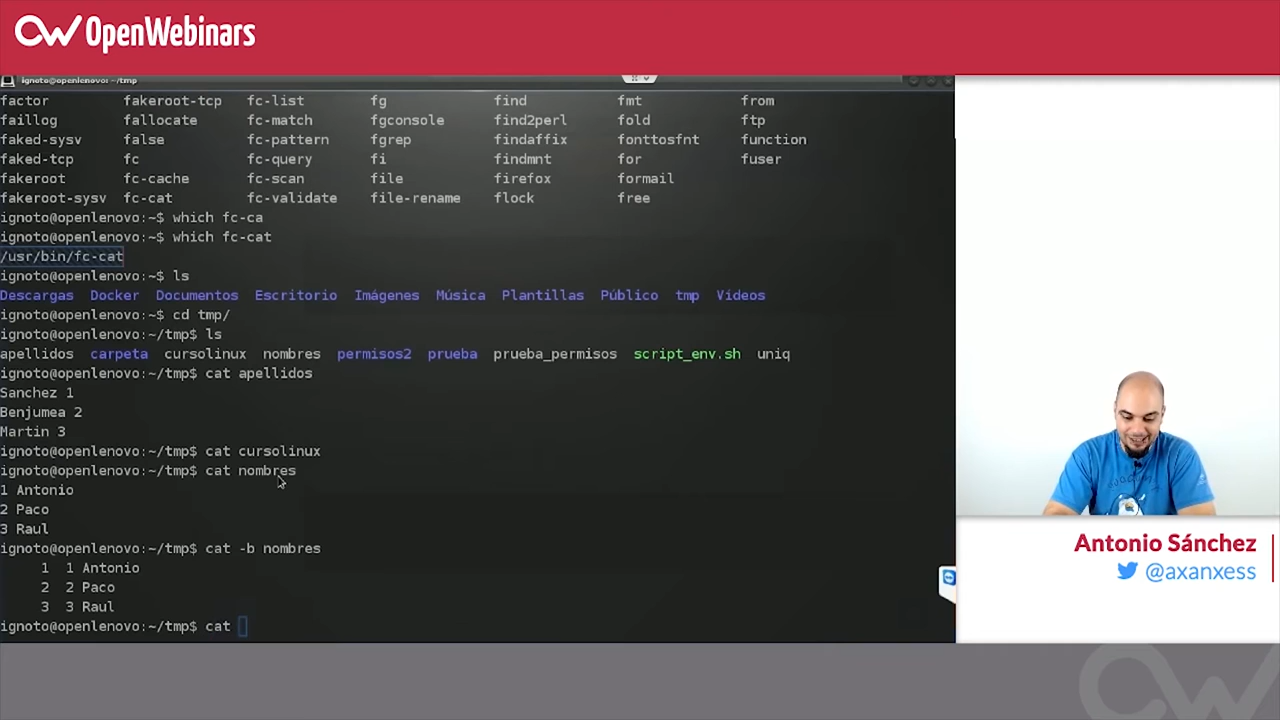 OpenWebinars
ignoto@openlenovo: ~/tmp
factor fakeroot-tcp fc-list fg find fmt from
faillog fallocate fc-match fgconsole find2perl fold ftp
faked-sysv false fc-pattern fgrep findaffix fonttosfnt function
faked-tcp fc fc-query fi findmnt for fuser
fakeroot fc-cache fc-scan file firefox formail
fakeroot-sysv fc-cat fc-validate file-rename flock free
ignoto@openlenovo:~$ which fc-ca
ignoto@openlenovo:~$ which fc-cat
/usr/bin/fc-cat
ignoto@openlenovo:~$ ls
Descargas Docker Documentos Escritorio Imágenes Música Plantillas Público tmp Vídeos
ignoto@openlenovo:~$ cd tmp/
ignoto@openlenovo:~/tmp$ ls
apellidos carpeta cursolinux nombres permisos2 prueba prueba_permisos script_env.sh uniq
ignoto@openlenovo:~/tmp$ cat apellidos
Sanchez 1
Benjumea 2
Martin 3
ignoto@openlenovo:~/tmp$ cat cursolinux
ignoto@openlenovo:~/tmp$ cat nombres
1 Antonio
2 Paco
3 Raul
ignoto@openlenovo:~/tmp$ cat -b nombres
1 1 Antonio
2 2 Paco
3 3 Raul
ignoto@openlenovo:~/tmp$ cat
Antonio Sánchez
@axanxess